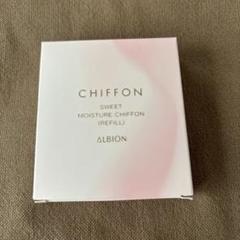 CHIFFON
SWEET
MOISTURE CHIFFON
(REFILL)
ALBION